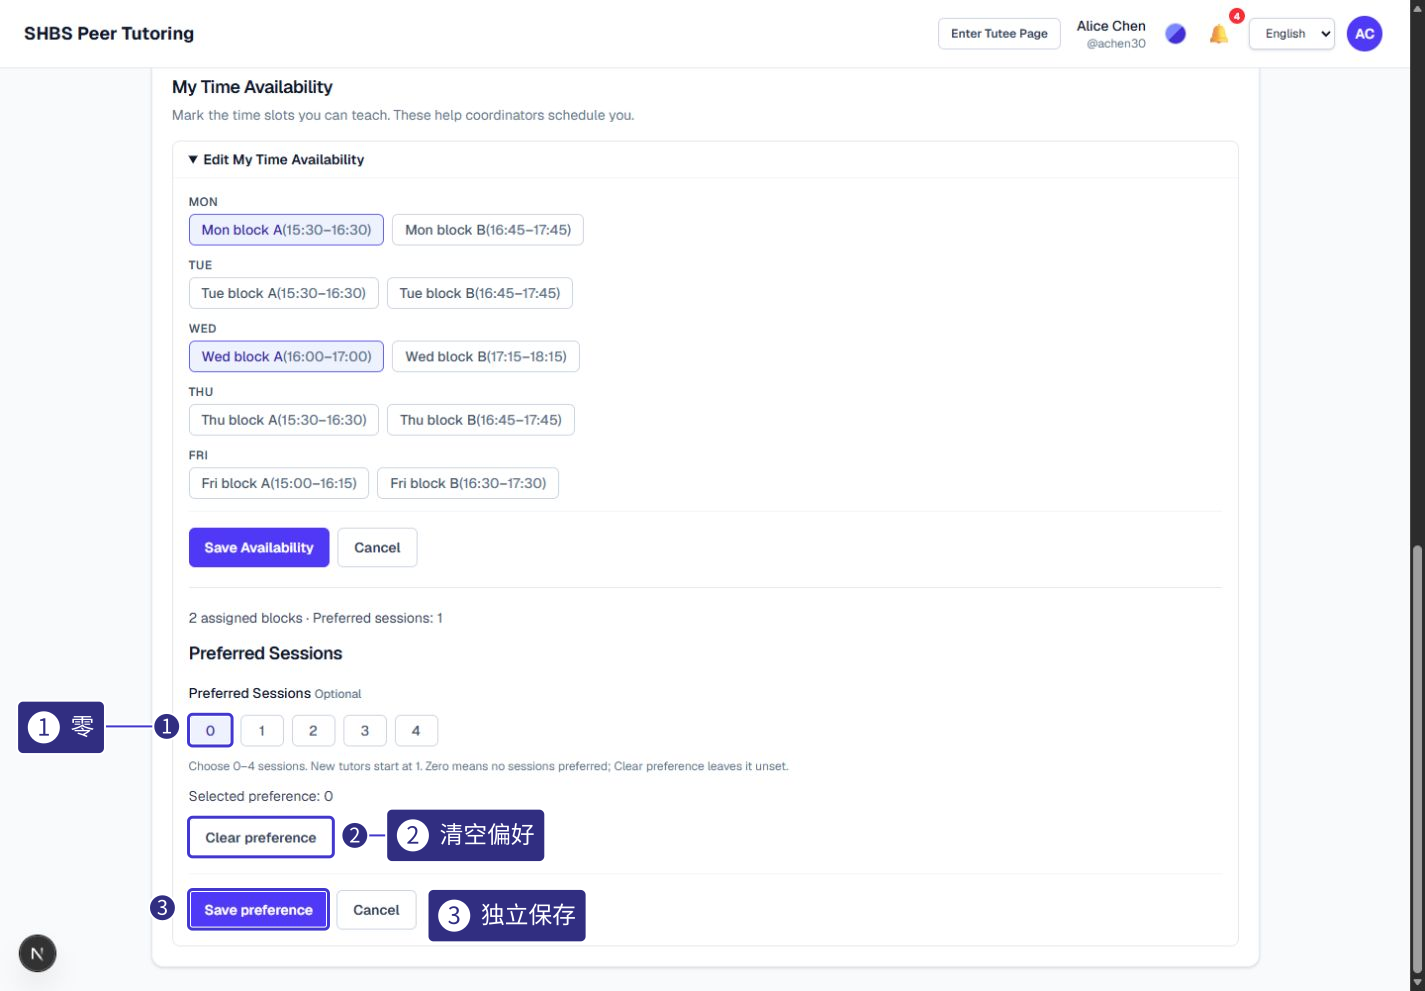 SHBS Peer Tutoring
Enter Tutee Page
Alice Chen
@achen30
4
English
AC
My Time Availability
Mark the time slots you can teach. These help coordinators schedule you.
▼ Edit My Time Availability
MON
Mon block A(15:30–16:30)
Mon block B(16:45–17:45)
TUE
Tue block A(15:30–16:30)
Tue block B(16:45–17:45)
WED
Wed block A(16:00–17:00)
Wed block B(17:15–18:15)
THU
Thu block A(15:30–16:30)
Thu block B(16:45–17:45)
FRI
Fri block A(15:00–16:15)
Fri block B(16:30–17:30)
Save Availability
Cancel
2 assigned blocks · Preferred sessions: 1
Preferred Sessions
Preferred Sessions Optional
1 零
1
0
1
2
3
4
Choose 0–4 sessions. New tutors start at 1. Zero means no sessions preferred; Clear preference leaves it unset.
Selected preference: 0
Clear preference
2
2 清空偏好
3
Save preference
Cancel
3 独立保存
N